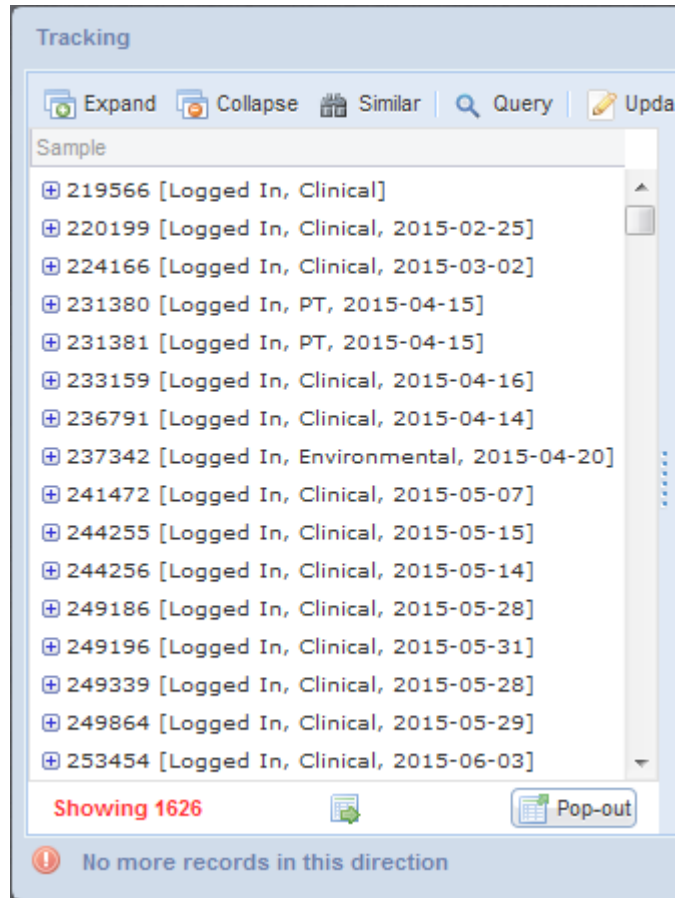 Tracking
Expand Collapse Similar Query Upda
Sample
219566 [Logged In, Clinical]
220199 [Logged In, Clinical, 2015-02-25]
224166 [Logged In, Clinical, 2015-03-02]
231380 [Logged In, PT, 2015-04-15]
231381 [Logged In, PT, 2015-04-15]
233159 [Logged In, Clinical, 2015-04-16]
236791 [Logged In, Clinical, 2015-04-14]
237342 [Logged In, Environmental, 2015-04-20]
241472 [Logged In, Clinical, 2015-05-07]
244255 [Logged In, Clinical, 2015-05-15]
244256 [Logged In, Clinical, 2015-05-14]
249186 [Logged In, Clinical, 2015-05-28]
249196 [Logged In, Clinical, 2015-05-31]
249339 [Logged In, Clinical, 2015-05-28]
249864 [Logged In, Clinical, 2015-05-29]
253454 [Logged In, Clinical, 2015-06-03]
Showing 1626 Pop-out
No more records in this direction